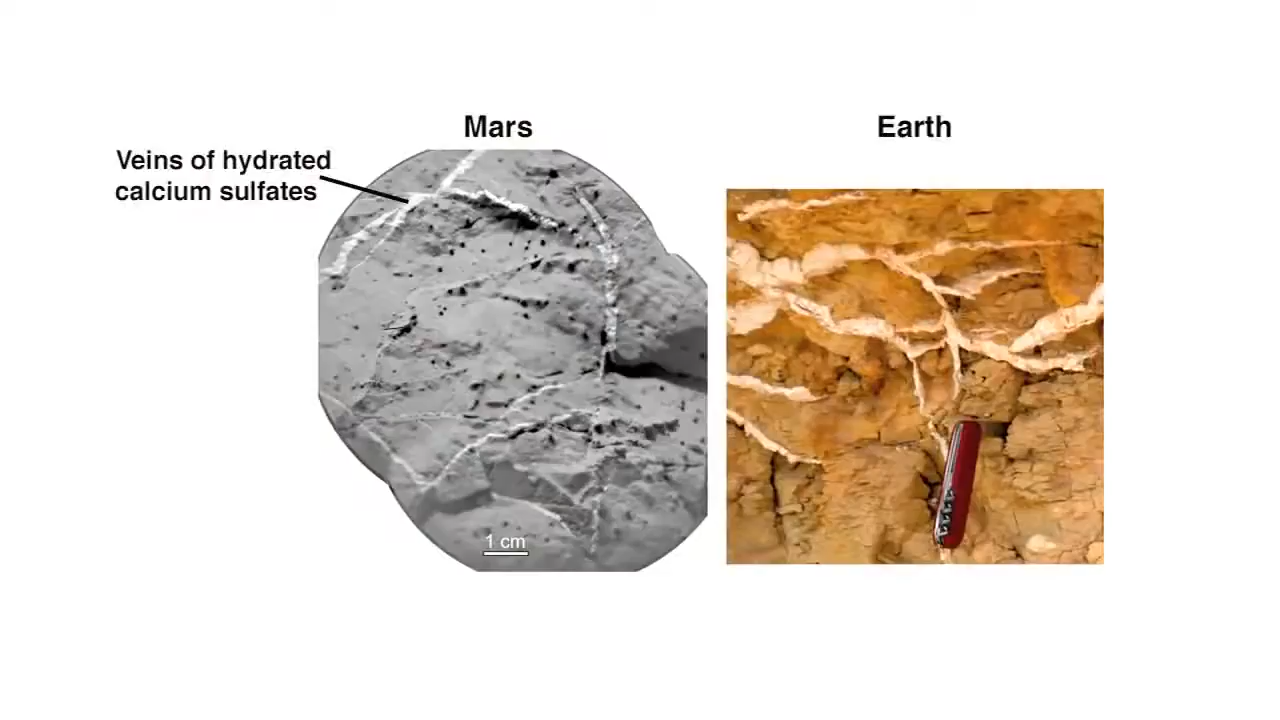 Mars
Earth
Veins of hydrated
calcium sulfates
1 cm